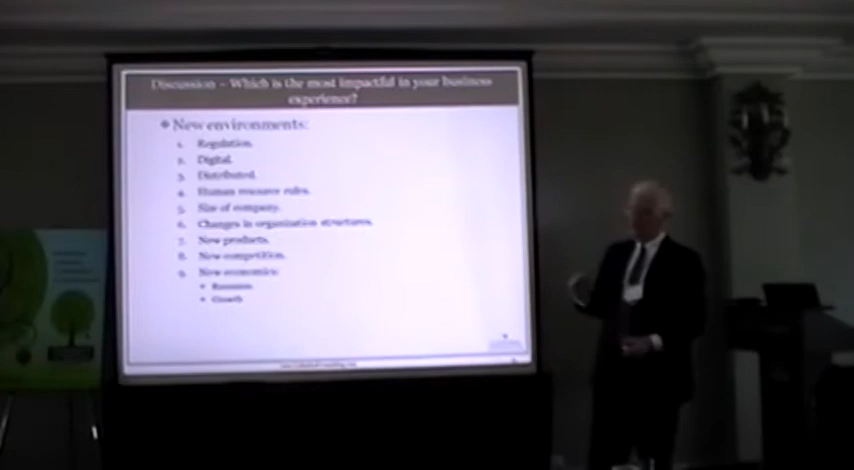 Discussion – Which is the most impactful in your business
experience?
New environments:
1. Regulation.
2. Digital.
3. Distributed.
4. Human resource rules.
5. Size of company.
6. Changes in organization structures.
7. New products.
8. New competition.
9. New economics.
Recession
Growth